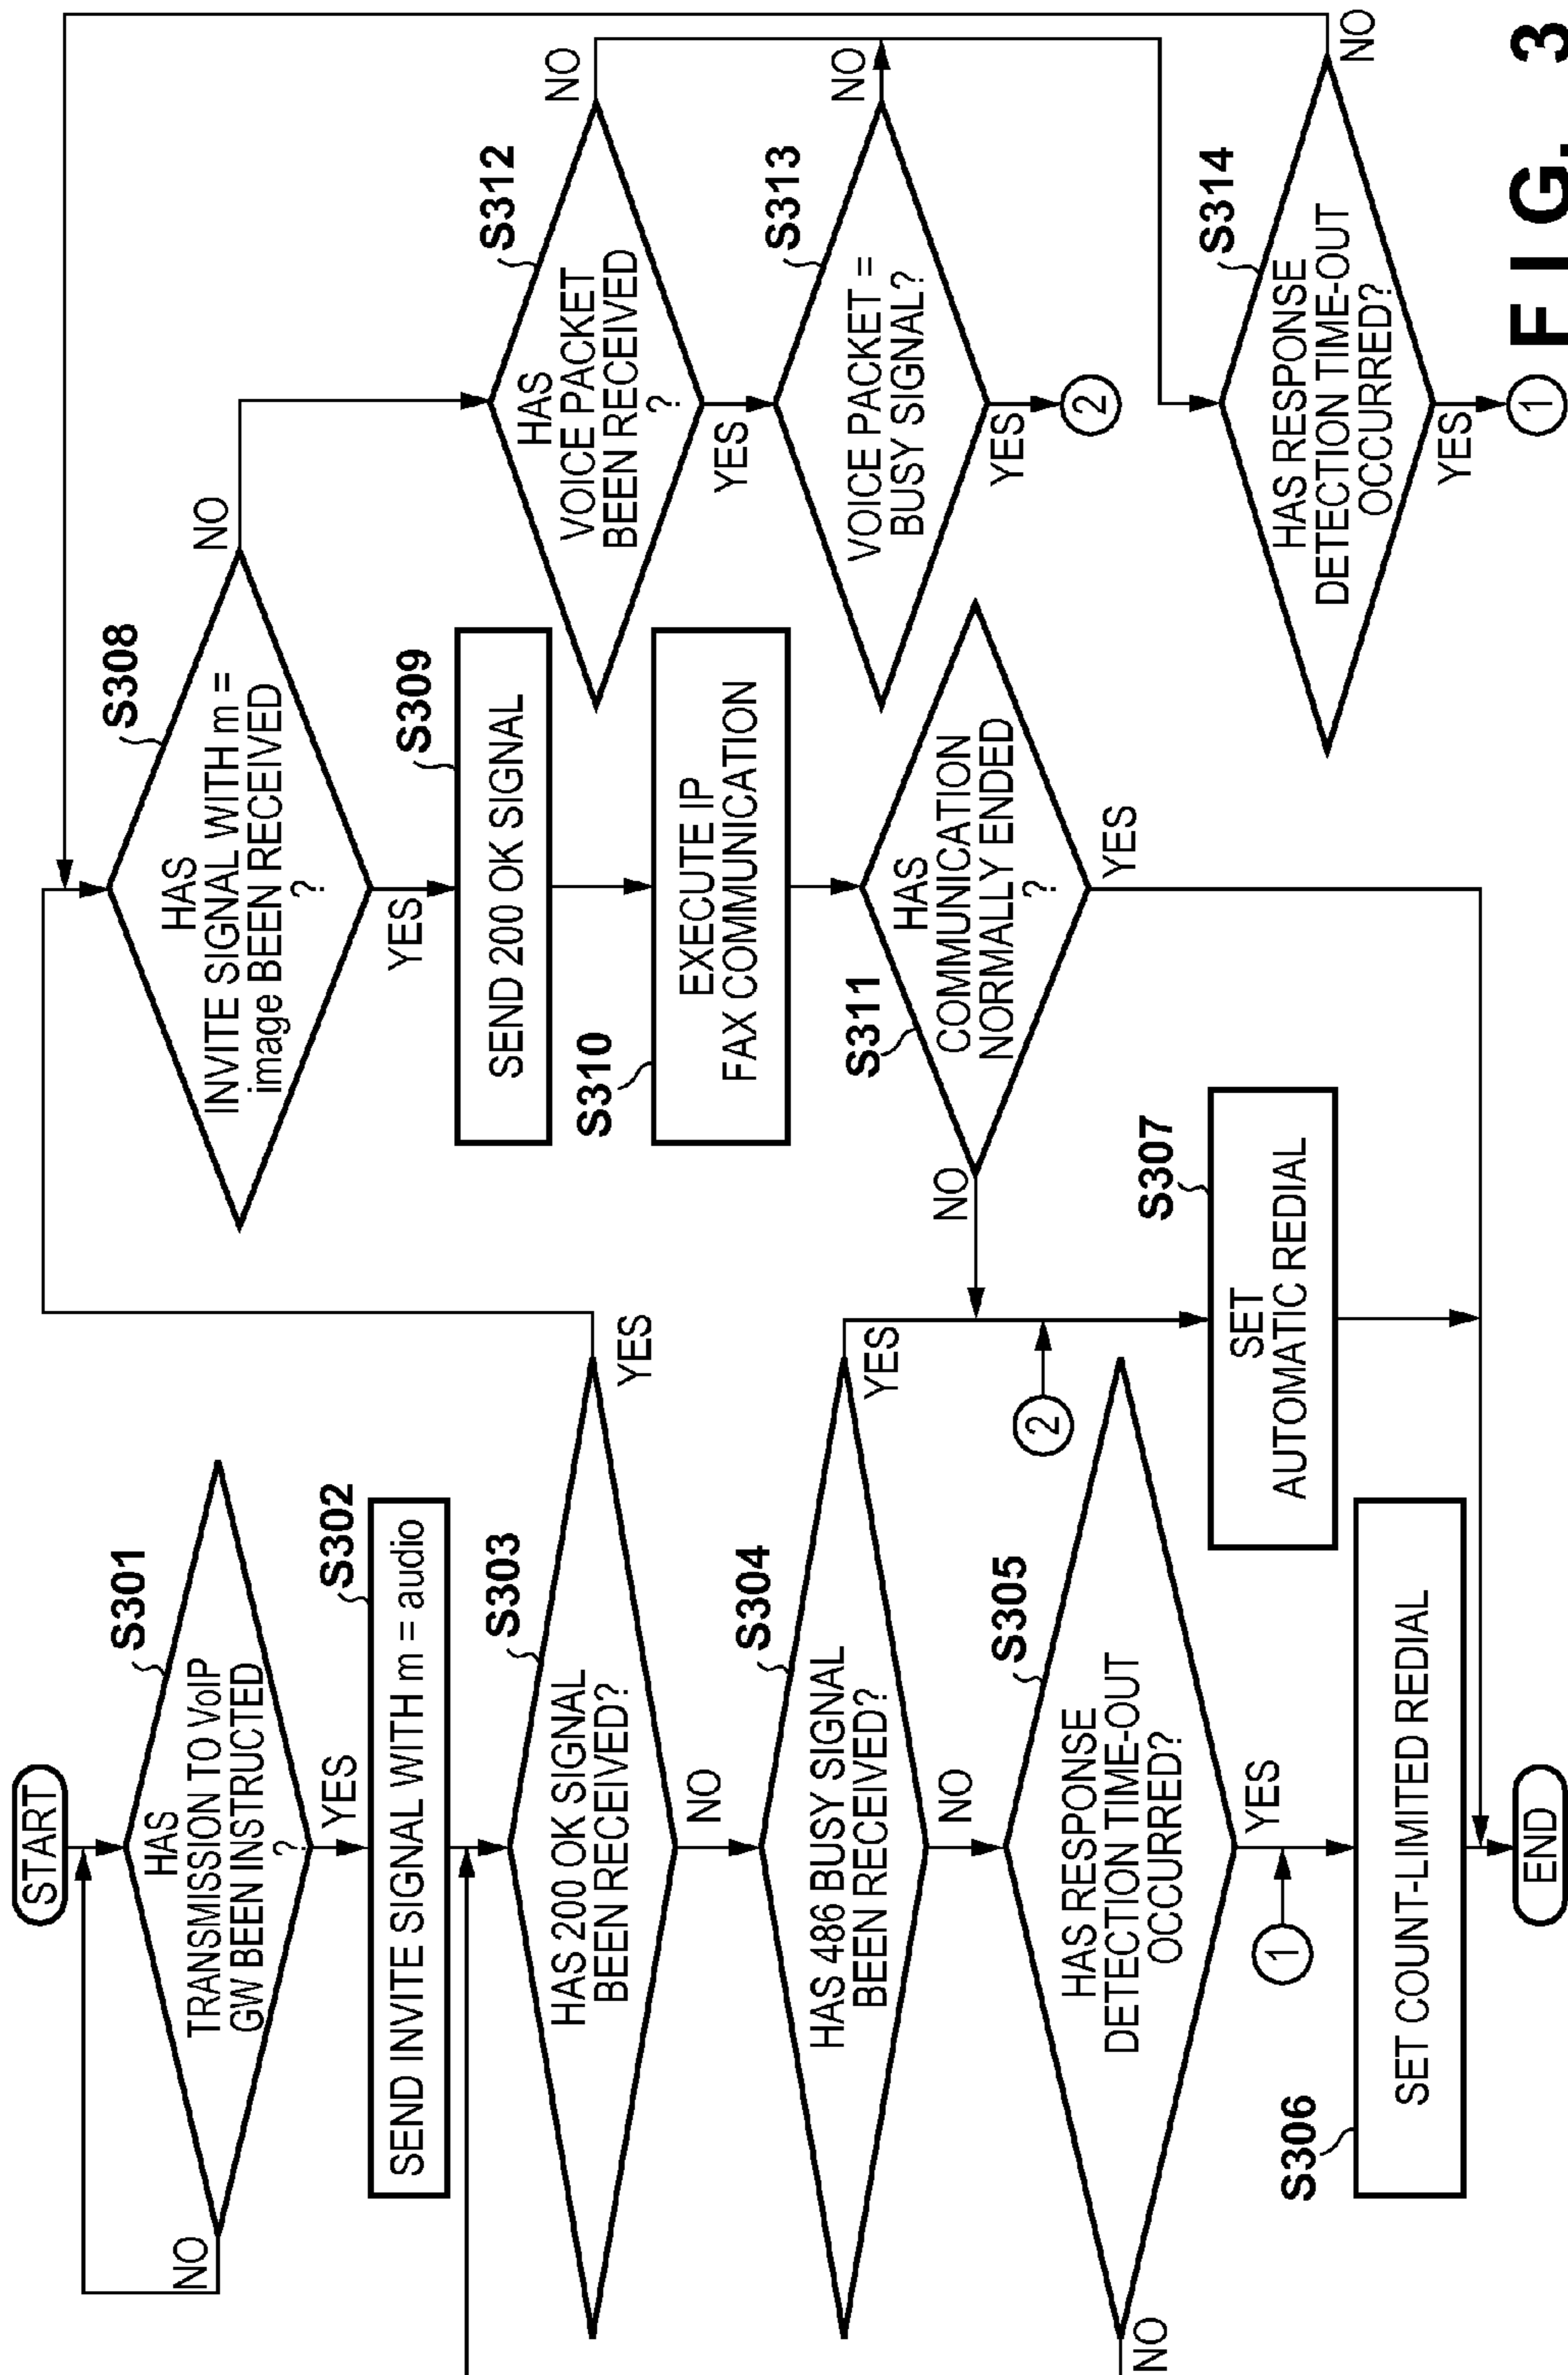 START
S301
HAS
TRANSMISSION TO VoIP
GW BEEN INSTRUCTED
?
NO
YES
S302
SEND INVITE SIGNAL WITH m = audio
S303
HAS 200 OK SIGNAL
BEEN RECEIVED?
YES
NO
S304
HAS 486 BUSY SIGNAL
BEEN RECEIVED?
YES
NO
S305
HAS RESPONSE
DETECTION TIME-OUT
OCCURRED?
NO
YES
1
2
S306
SET COUNT-LIMITED REDIAL
END
S307
SET
AUTOMATIC REDIAL
S308
HAS
INVITE SIGNAL WITH m =
image BEEN RECEIVED
?
NO
YES
S309
SEND 200 OK SIGNAL
S310
EXECUTE IP
FAX COMMUNICATION
S311
HAS
COMMUNICATION
NORMALLY ENDED
?
NO
YES
S312
HAS
VOICE PACKET
BEEN RECEIVED
?
NO
YES
S313
VOICE PACKET =
BUSY SIGNAL?
NO
YES
2
S314
HAS RESPONSE
DETECTION TIME-OUT
OCCURRED?
NO
YES
1
FIG. 3